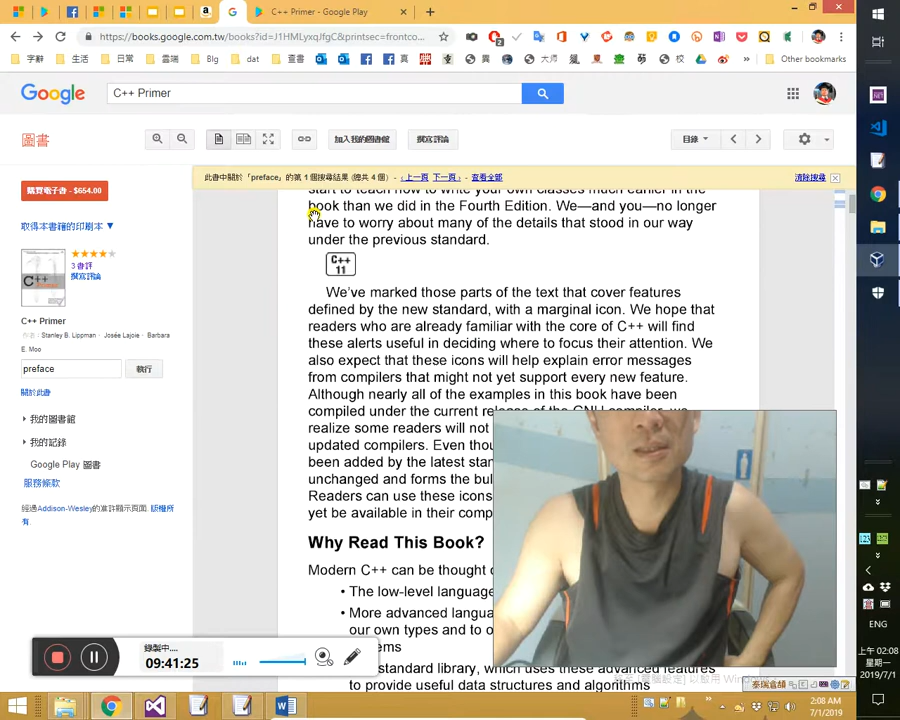 C++ Primer - Google Play
https://books.google.com.tw/books?id=J1HMLyxqJfgC&printsec=frontco...
字辭 生活 日常 雲端 Blg dat 查書 真 異 大师 夢 校 Other bookmarks
Google
C++ Primer
圖書
加入我的圖書館
撰寫評論
目錄
此書中關於「preface」的第 1 個搜尋結果 (總共 4 個) - ‹ 上一頁 下一頁 › - 查看全部
清除搜尋
購買電子書 - $654.00
取得本書籍的印刷本 ▼
3 書評
撰寫評論
C++ Primer
作者：Stanley B. Lippman、Josée Lajoie、Barbara
E. Moo
preface
執行
關於此書
我的圖書館
我的記錄
Google Play 圖書
服務條款
經過Addison-Wesley的准許顯示頁面. 版權所
有.
start to teach how to write your own classes much earlier in the
book than we did in the Fourth Edition. We—and you—no longer
have to worry about many of the details that stood in our way
under the previous standard.
C++
11
We’ve marked those parts of the text that cover features
defined by the new standard, with a marginal icon. We hope that
readers who are already familiar with the core of C++ will find
these alerts useful in deciding where to focus their attention. We
also expect that these icons will help explain error messages
from compilers that might not yet support every new feature.
Although nearly all of the examples in this book have been
compiled under the current release of the GNU compiler, we
realize some readers will not
updated compilers. Even thou
been added by the latest stan
unchanged and forms the bul
Readers can use these icons
yet be available in their comp
Why Read This Book?
Modern C++ can be thought o
• The low-level language
• More advanced langua
our own types and to o
ems
standard library, which uses these advanced features
to provide useful data structures and algorithms
錄製中....
09:41:25
ENG
上午 02:08
星期一
2019/7/1
2:08 AM
7/1/2019